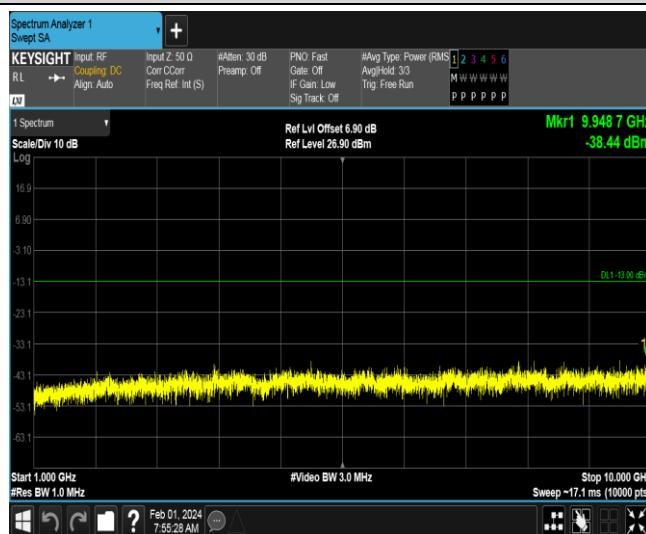 Spectrum Analyzer 1
Swept SA
+
KEYSIGHT
RL
LXI
Input: RF
Coupling: DC
Align: Auto
Input Z: 50 Ω
Corr CCorr
Freq Ref: Int (S)
#Atten: 30 dB
Preamp: Off
PNO: Fast
Gate: Off
IF Gain: Low
Sig Track: Off
#Avg Type: Power (RMS
Avg|Hold: 3/3
Trig: Free Run
1 2 3 4 5 6
M W W W W W
P P P P P P
1 Spectrum
Scale/Div 10 dB
Log
Ref Lvl Offset 6.90 dB
Ref Level 26.90 dBm
Mkr1 9.948 7 GHz
-38.44 dBm
16.9
6.90
-3.10
-13.1
-23.1
-33.1
-43.1
-53.1
-63.1
DL1 -13.00 dBm
1
Start 1.000 GHz
#Res BW 1.0 MHz
#Video BW 3.0 MHz
Stop 10.000 GHz
Sweep ~17.1 ms (10000 pts)
?
Feb 01, 2024
7:55:28 AM